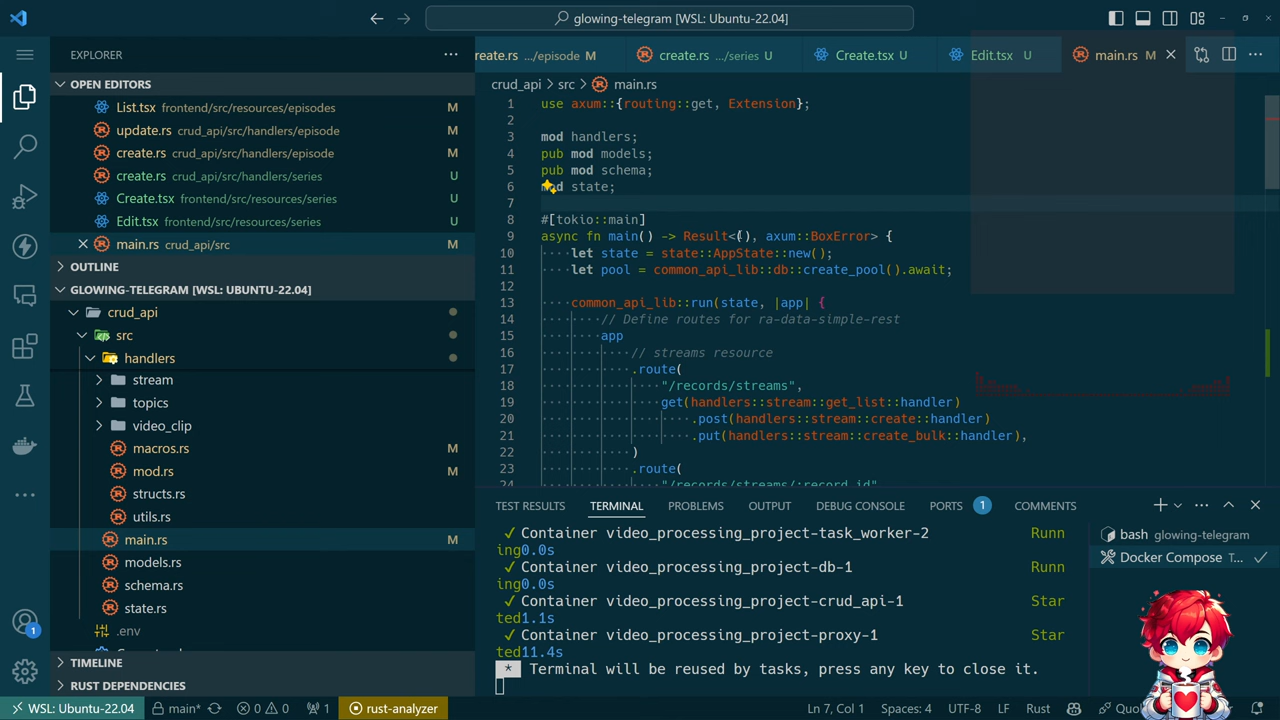 glowing-telegram [WSL: Ubuntu-22.04]
EXPLORER
OPEN EDITORS
List.tsx frontend/src/resources/episodes M
update.rs crud_api/src/handlers/episode M
create.rs crud_api/src/handlers/episode M
create.rs crud_api/src/handlers/series U
Create.tsx frontend/src/resources/series U
Edit.tsx frontend/src/resources/series U
main.rs crud_api/src M
OUTLINE
GLOWING-TELEGRAM [WSL: UBUNTU-22.04]
crud_api
src
handlers
stream
topics
video_clip
macros.rs M
mod.rs M
structs.rs
utils.rs
main.rs M
models.rs
schema.rs
state.rs
.env
TIMELINE
RUST DEPENDENCIES
create.rs .../episode M
create.rs .../series U
Create.tsx U
Edit.tsx U
main.rs M
crud_api > src > main.rs
1 use axum::{routing::get, Extension};
2
3 mod handlers;
4 pub mod models;
5 pub mod schema;
6 mod state;
7
8 #[tokio::main]
9 async fn main() -> Result<(), axum::BoxError> {
10 let state = state::AppState::new();
11 let pool = common_api_lib::db::create_pool().await;
12
13 common_api_lib::run(state, |app| {
14 // Define routes for ra-data-simple-rest
15 app
16 // streams resource
17 .route(
18 "/records/streams",
19 get(handlers::stream::get_list::handler)
20 .post(handlers::stream::create::handler)
21 .put(handlers::stream::create_bulk::handler),
22 )
23 .route(
24 "/records/streams/:record_id"
TEST RESULTS TERMINAL PROBLEMS OUTPUT DEBUG CONSOLE PORTS 1 COMMENTS
✓ Container video_processing_project-task_worker-2 Runn
ing0.0s
✓ Container video_processing_project-db-1 Runn
ing0.0s
✓ Container video_processing_project-crud_api-1 Star
ted1.1s
✓ Container video_processing_project-proxy-1 Star
ted11.4s
* Terminal will be reused by tasks, press any key to close it.
bash glowing-telegram
Docker Compose T...
1
WSL: Ubuntu-22.04 main* 0 0 1 rust-analyzer
Ln 7, Col 1 Spaces: 4 UTF-8 LF Rust